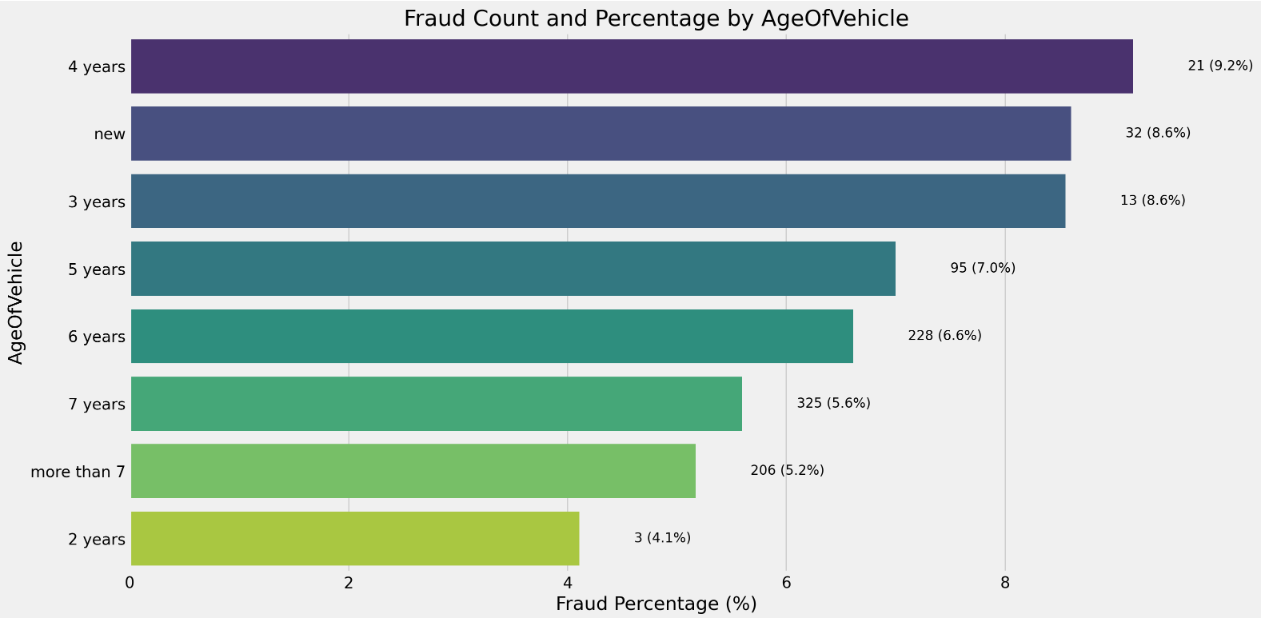 Fraud Count and Percentage by AgeOfVehicle
AgeOfVehicle
4 years 21 (9.2%)
new 32 (8.6%)
3 years 13 (8.6%)
5 years 95 (7.0%)
6 years 228 (6.6%)
7 years 325 (5.6%)
more than 7 206 (5.2%)
2 years 3 (4.1%)
0 2 4 6 8
Fraud Percentage (%)